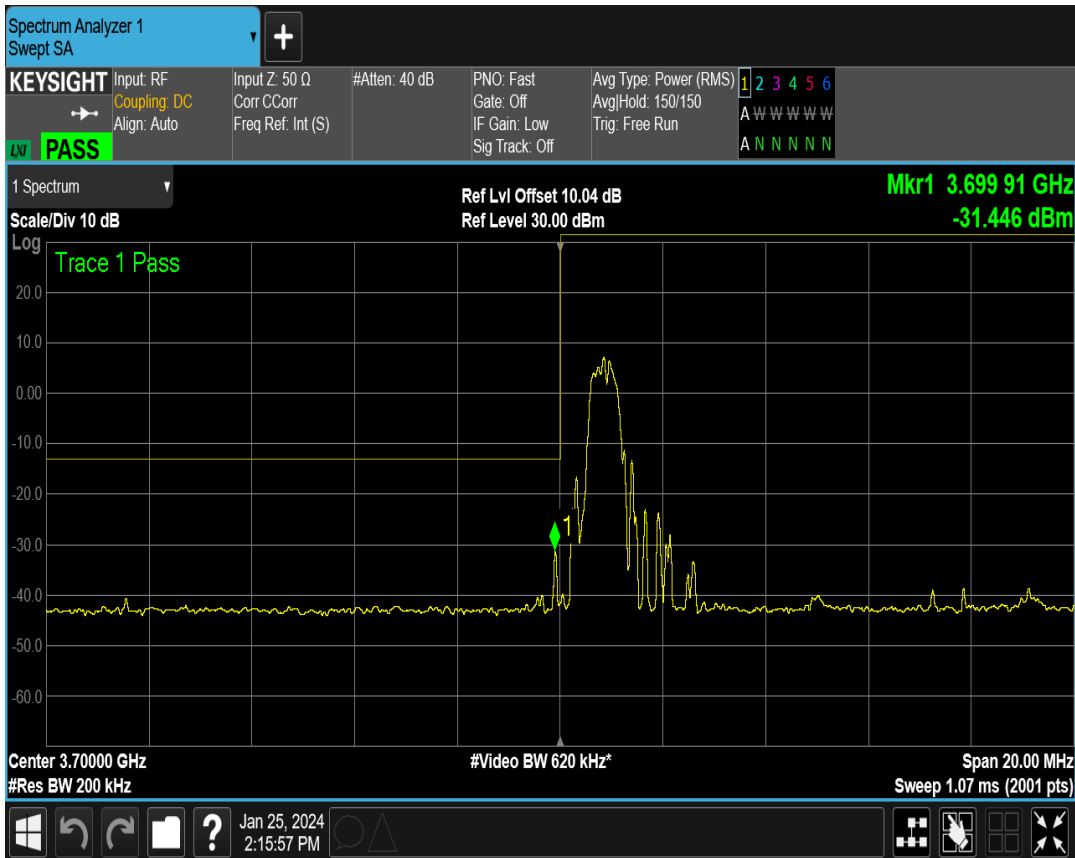 Spectrum Analyzer 1
Swept SA
+
KEYSIGHT
LXI PASS
Input: RF
Coupling: DC
Align: Auto
Input Z: 50 Ω
Corr CCorr
Freq Ref: Int (S)
#Atten: 40 dB
PNO: Fast
Gate: Off
IF Gain: Low
Sig Track: Off
Avg Type: Power (RMS)
Avg|Hold: 150/150
Trig: Free Run
1 2 3 4 5 6
A W W W W W
A N N N N N
1 Spectrum
Scale/Div 10 dB
Ref Lvl Offset 10.04 dB
Ref Level 30.00 dBm
Mkr1 3.699 91 GHz
-31.446 dBm
Log
Trace 1 Pass
20.0
10.0
0.00
-10.0
-20.0
-30.0
-40.0
-50.0
-60.0
1
Center 3.70000 GHz
#Res BW 200 kHz
#Video BW 620 kHz*
Span 20.00 MHz
Sweep 1.07 ms (2001 pts)
?
Jan 25, 2024
2:15:57 PM